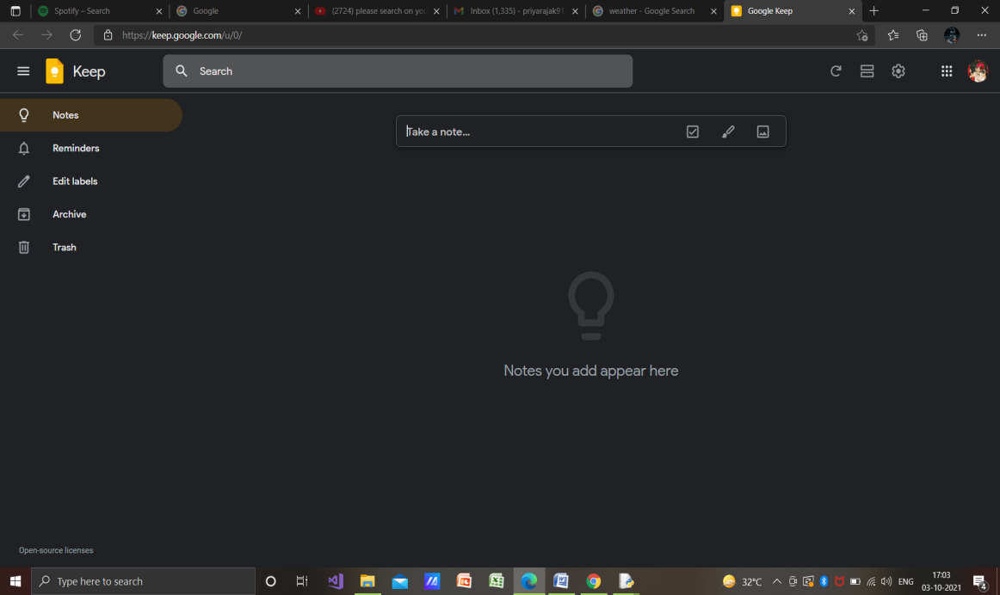 Spotify – Search
Google
(2724) please search on you
Inbox (1,335) - priyarajak91
weather - Google Search
Google Keep
https://keep.google.com/u/0/
Keep
Search
Notes
Take a note...
Reminders
Edit labels
Archive
Trash
Notes you add appear here
Open-source licenses
Type here to search
32°C
ENG
17:03
03-10-2021
4